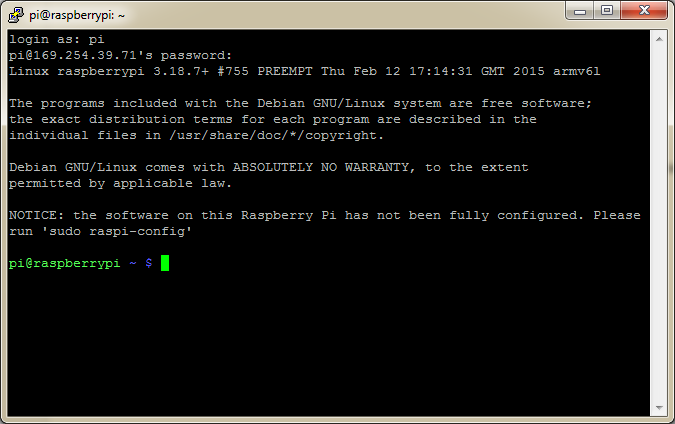 pi@raspberrypi: ~
login as: pi
pi@169.254.39.71's password:
Linux raspberrypi 3.18.7+ #755 PREEMPT Thu Feb 12 17:14:31 GMT 2015 armv6l
The programs included with the Debian GNU/Linux system are free software;
the exact distribution terms for each program are described in the
individual files in /usr/share/doc/*/copyright.
Debian GNU/Linux comes with ABSOLUTELY NO WARRANTY, to the extent
permitted by applicable law.
NOTICE: the software on this Raspberry Pi has not been fully configured. Please
run 'sudo raspi-config'
pi@raspberrypi ~ $